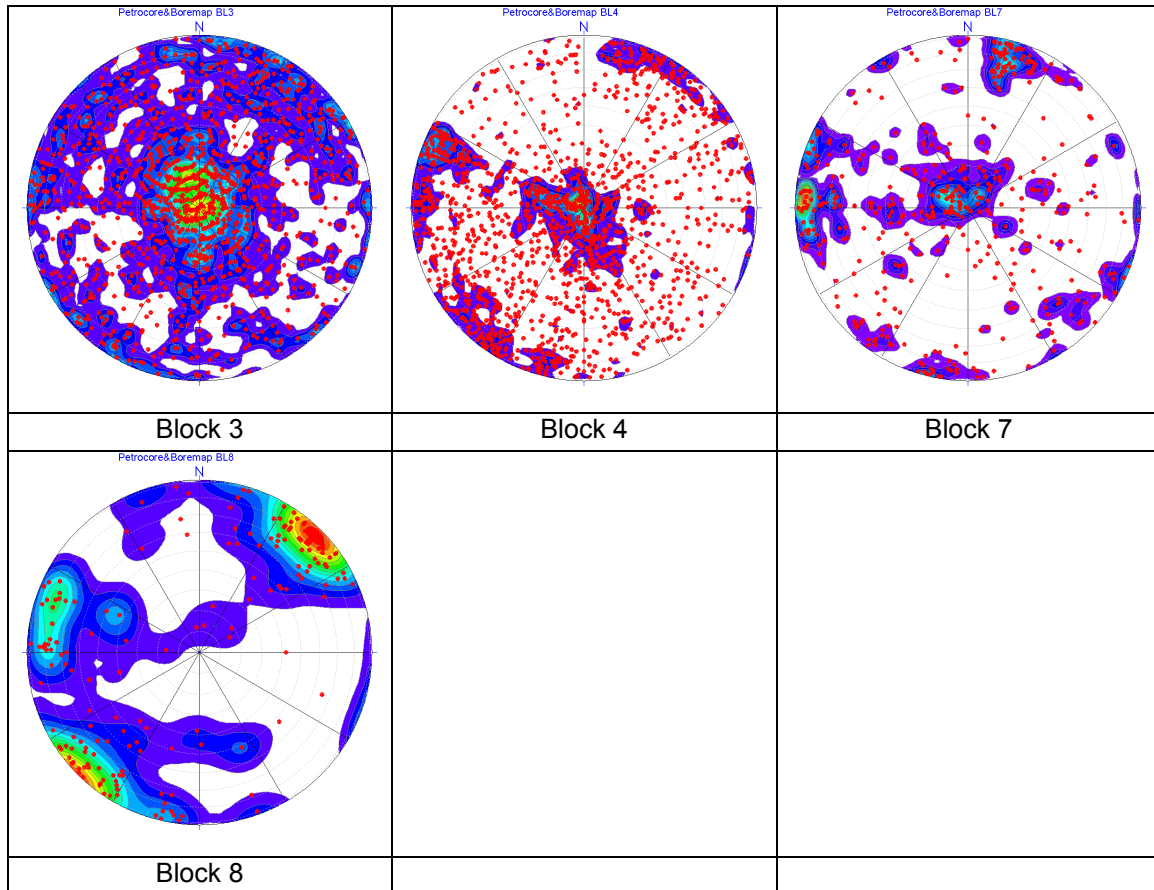 Petrocore&Boremap BL3
N
Petrocore&Boremap BL4
N
Petrocore&Boremap BL7
N
Block 3
Block 4
Block 7
Petrocore&Boremap BL8
N
Block 8